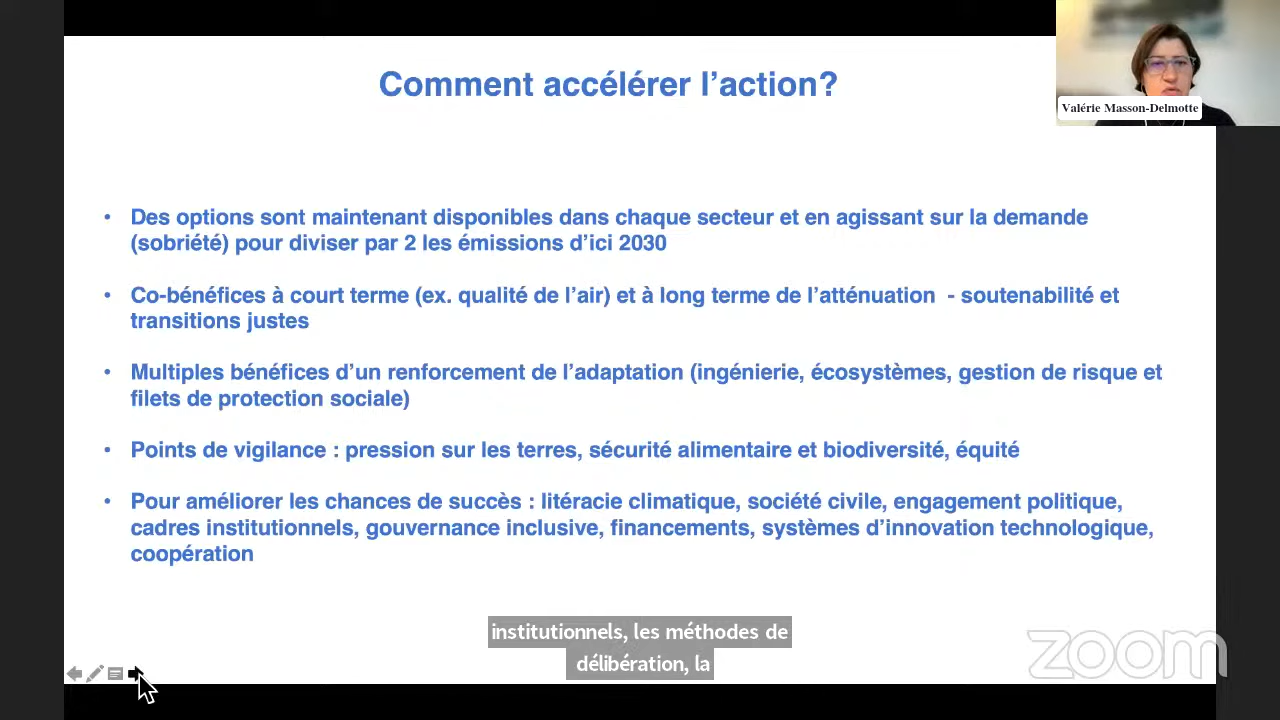 Comment accélérer l’action?
Valérie Masson-Delmotte
• Des options sont maintenant disponibles dans chaque secteur et en agissant sur la demande
(sobriété) pour diviser par 2 les émissions d’ici 2030
• Co-bénéfices à court terme (ex. qualité de l’air) et à long terme de l’atténuation - soutenabilité et
transitions justes
• Multiples bénéfices d’un renforcement de l’adaptation (ingénierie, écosystèmes, gestion de risque et
filets de protection sociale)
• Points de vigilance : pression sur les terres, sécurité alimentaire et biodiversité, équité
• Pour améliorer les chances de succès : litéracie climatique, société civile, engagement politique,
cadres institutionnels, gouvernance inclusive, financements, systèmes d’innovation technologique,
coopération
institutionnels, les méthodes de
délibération, la
zoom